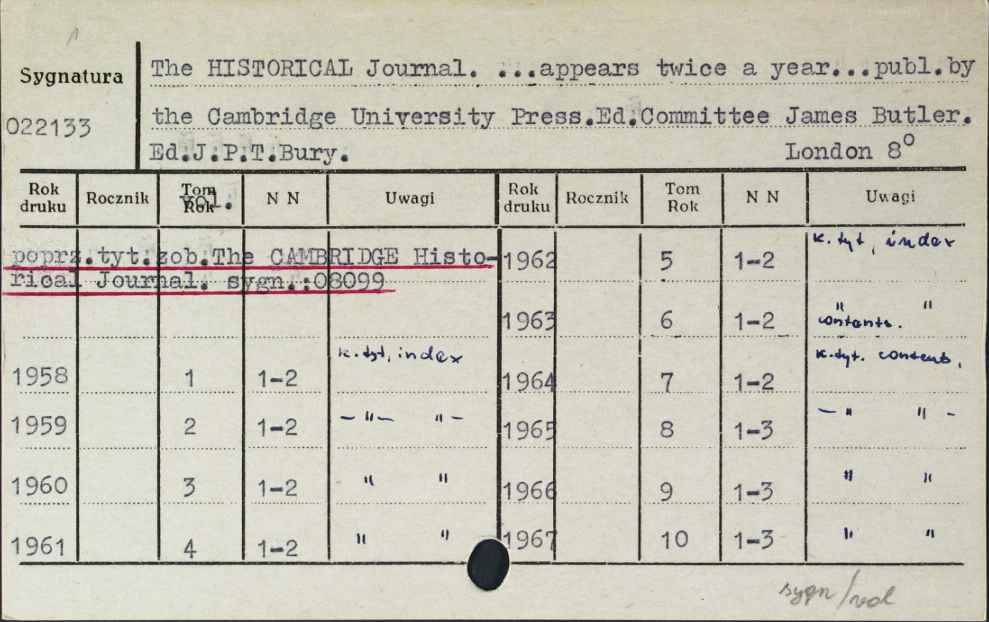 Sygnatura
022133
The HISTORICAL Journal. ...appears twice a year...publ.by
the Cambridge University Press.Ed.Committee James Butler.
Ed.J.P.T.Bury. London 8°
Rok druku Rocznik Tom Rok vol. N N Uwagi Rok druku Rocznik Tom Rok N N Uwagi
poprz.tyt.zob.The CAMBRIDGE Histo-
rical Journal. sygn.:08099
1958 1 1-2 k.tyt, index
1959 2 1-2 -"- "-
1960 3 1-2 " "
1961 4 1-2 " "
1962 5 1-2 k.tyt, index
1963 6 1-2 " "
contents.
1964 7 1-2 k.tyt. contents,
1965 8 1-3 -" "-
1966 9 1-3 " "
1967 10 1-3 " "
sygn/vol